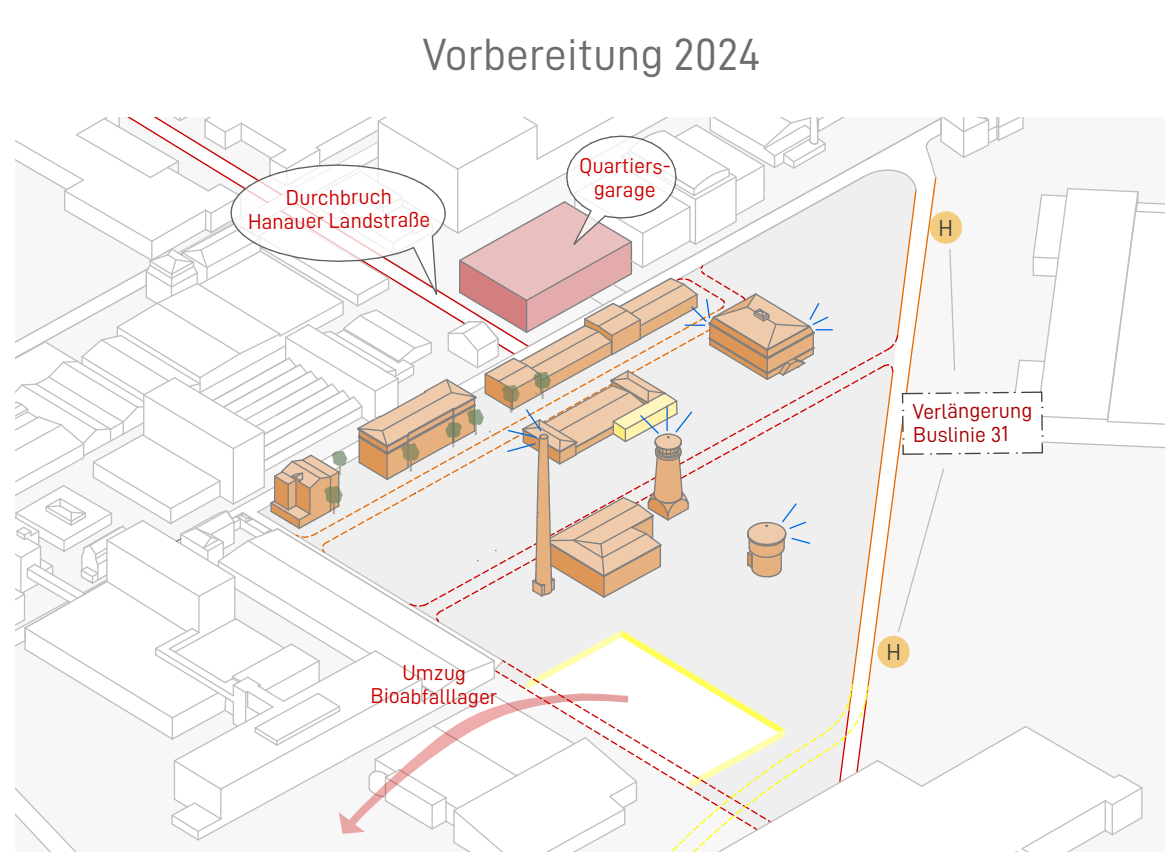 Vorbereitung 2024
Quartiers-
garage
Durchbruch
Hanauer Landstraße
H
Verlängerung
Buslinie 31
H
Umzug
Bioabfalllager